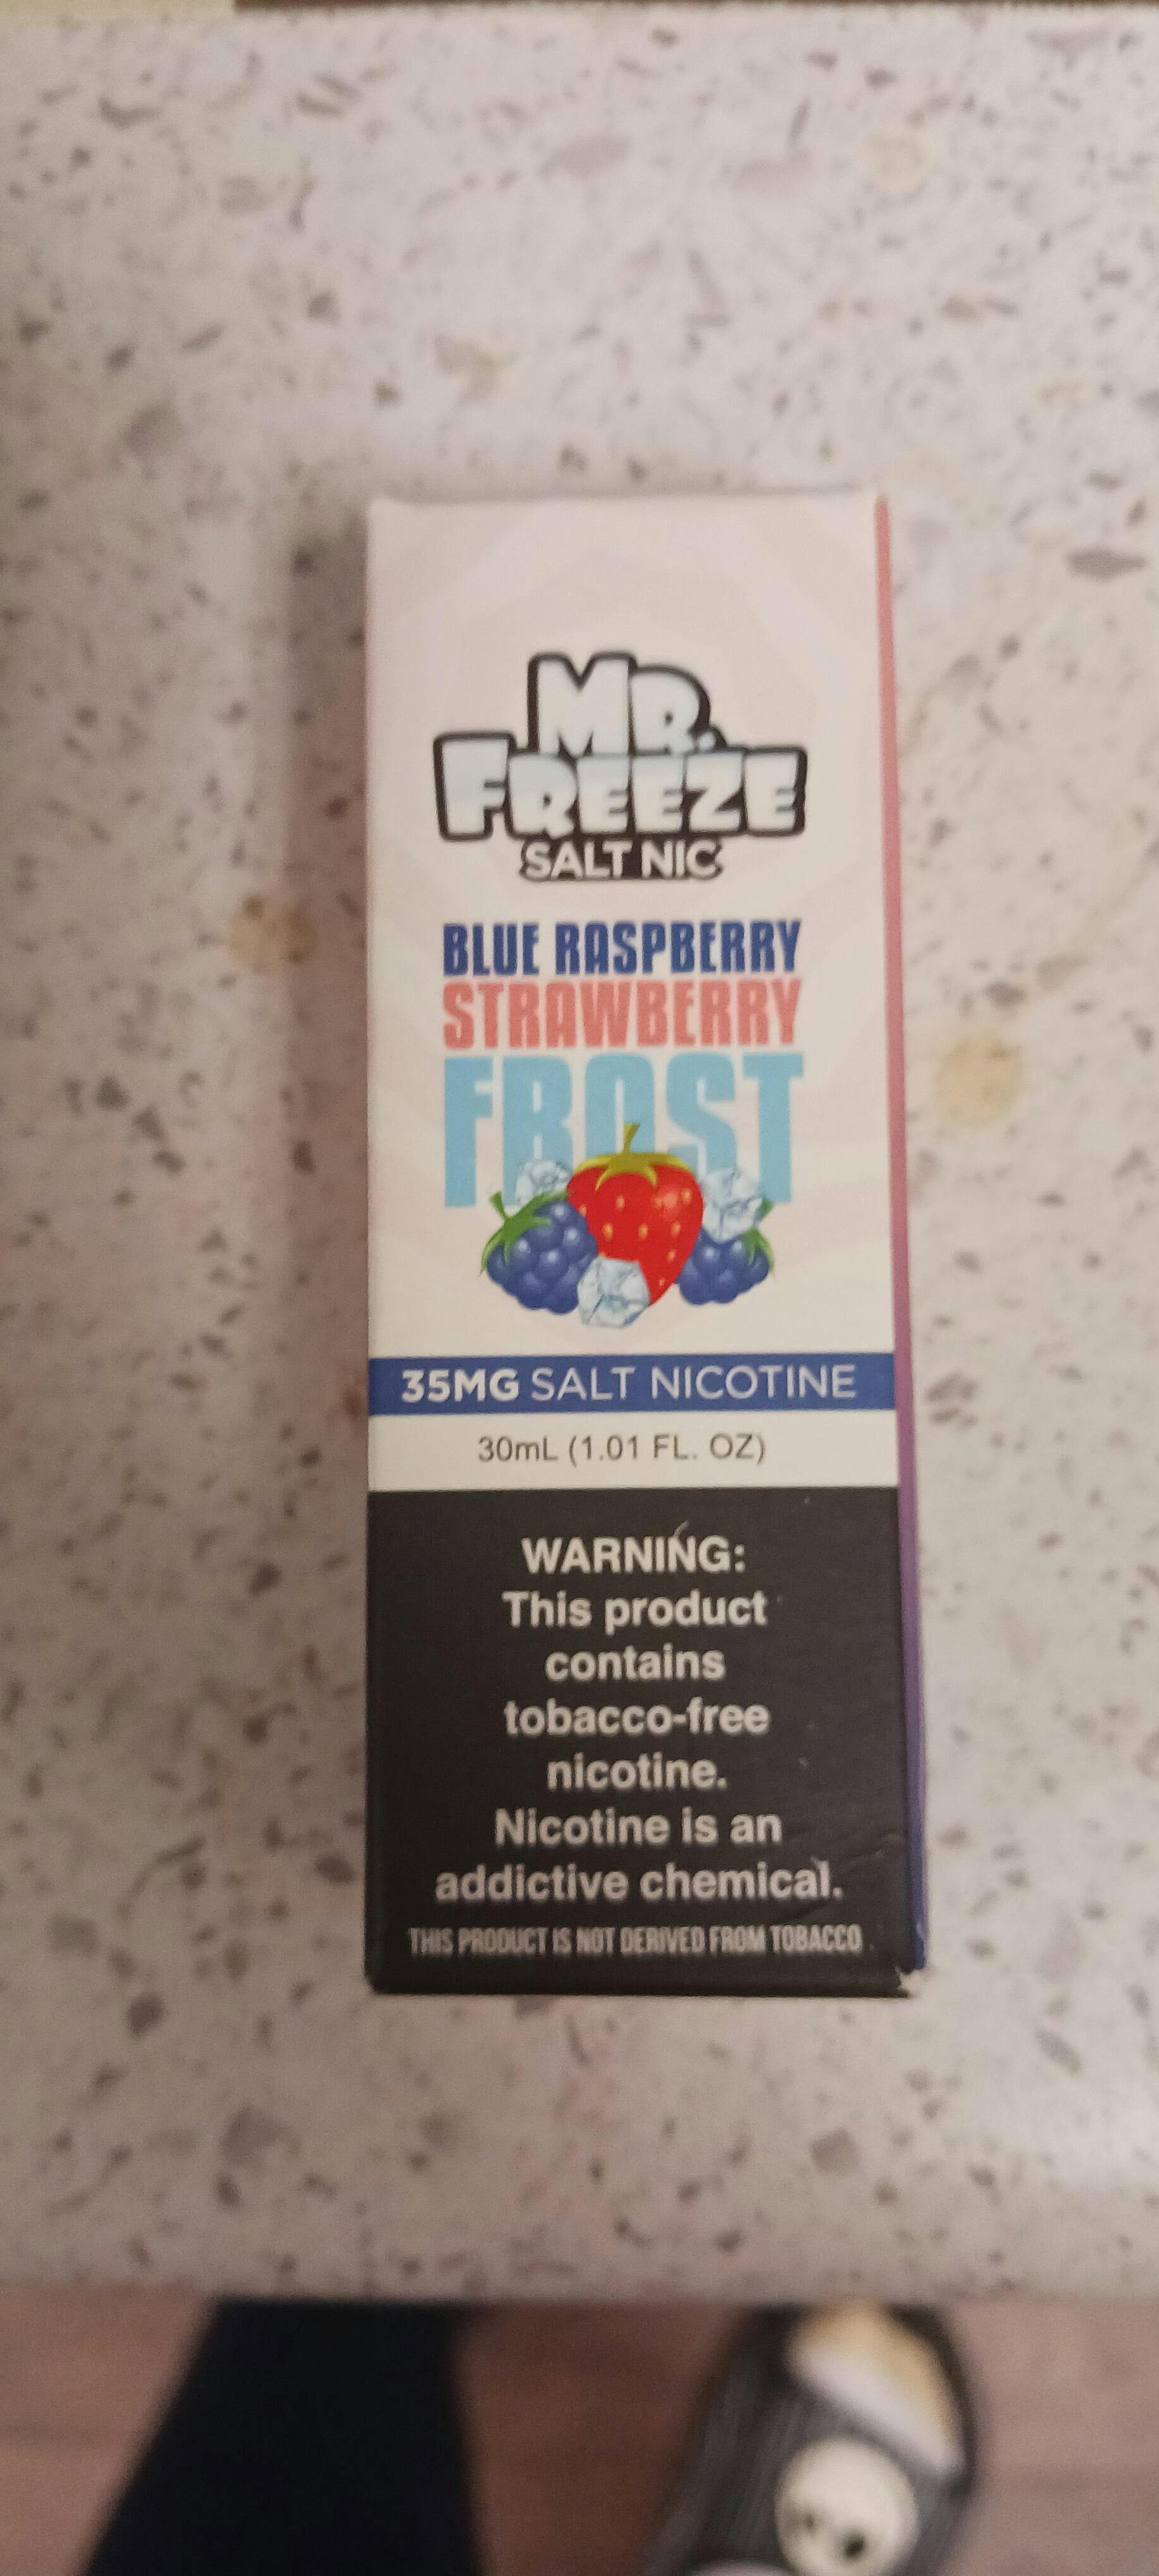 MR.
FREEZE
SALT NIC
BLUE RASPBERRY
STRAWBERRY
FROST
35MG SALT NICOTINE
30mL (1.01 FL. OZ)
WARNING:
This product
contains
tobacco-free
nicotine.
Nicotine is an
addictive chemical.
THIS PRODUCT IS NOT DERIVED FROM TOBACCO.